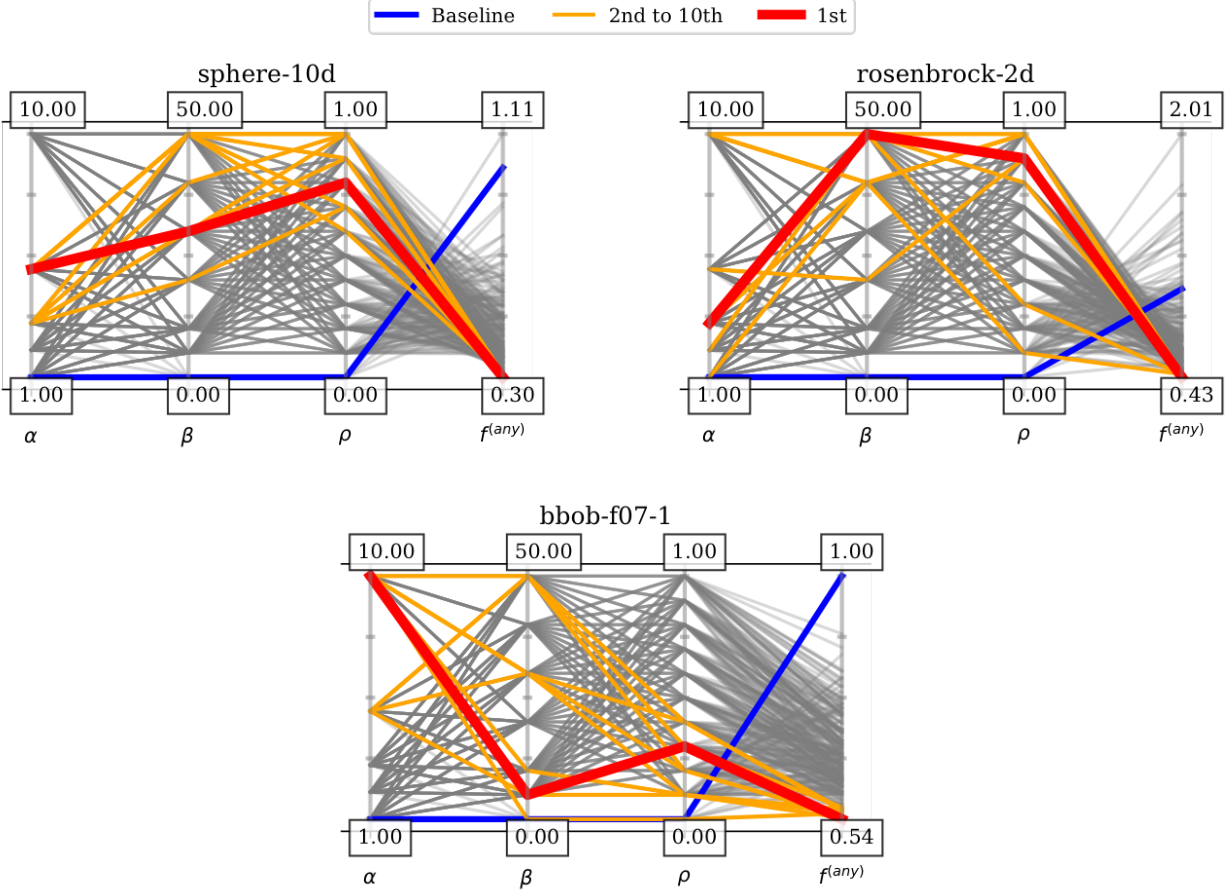 Baseline 2nd to 10th 1st
sphere-10d rosenbrock-2d
10.00 50.00 1.00 1.11 10.00 50.00 1.00 2.01
1.00 0.00 0.00 0.30 1.00 0.00 0.00 0.43
α β ρ f^(any) α β ρ f^(any)
bbob-f07-1
10.00 50.00 1.00 1.00
1.00 0.00 0.00 0.54
α β ρ f^(any)